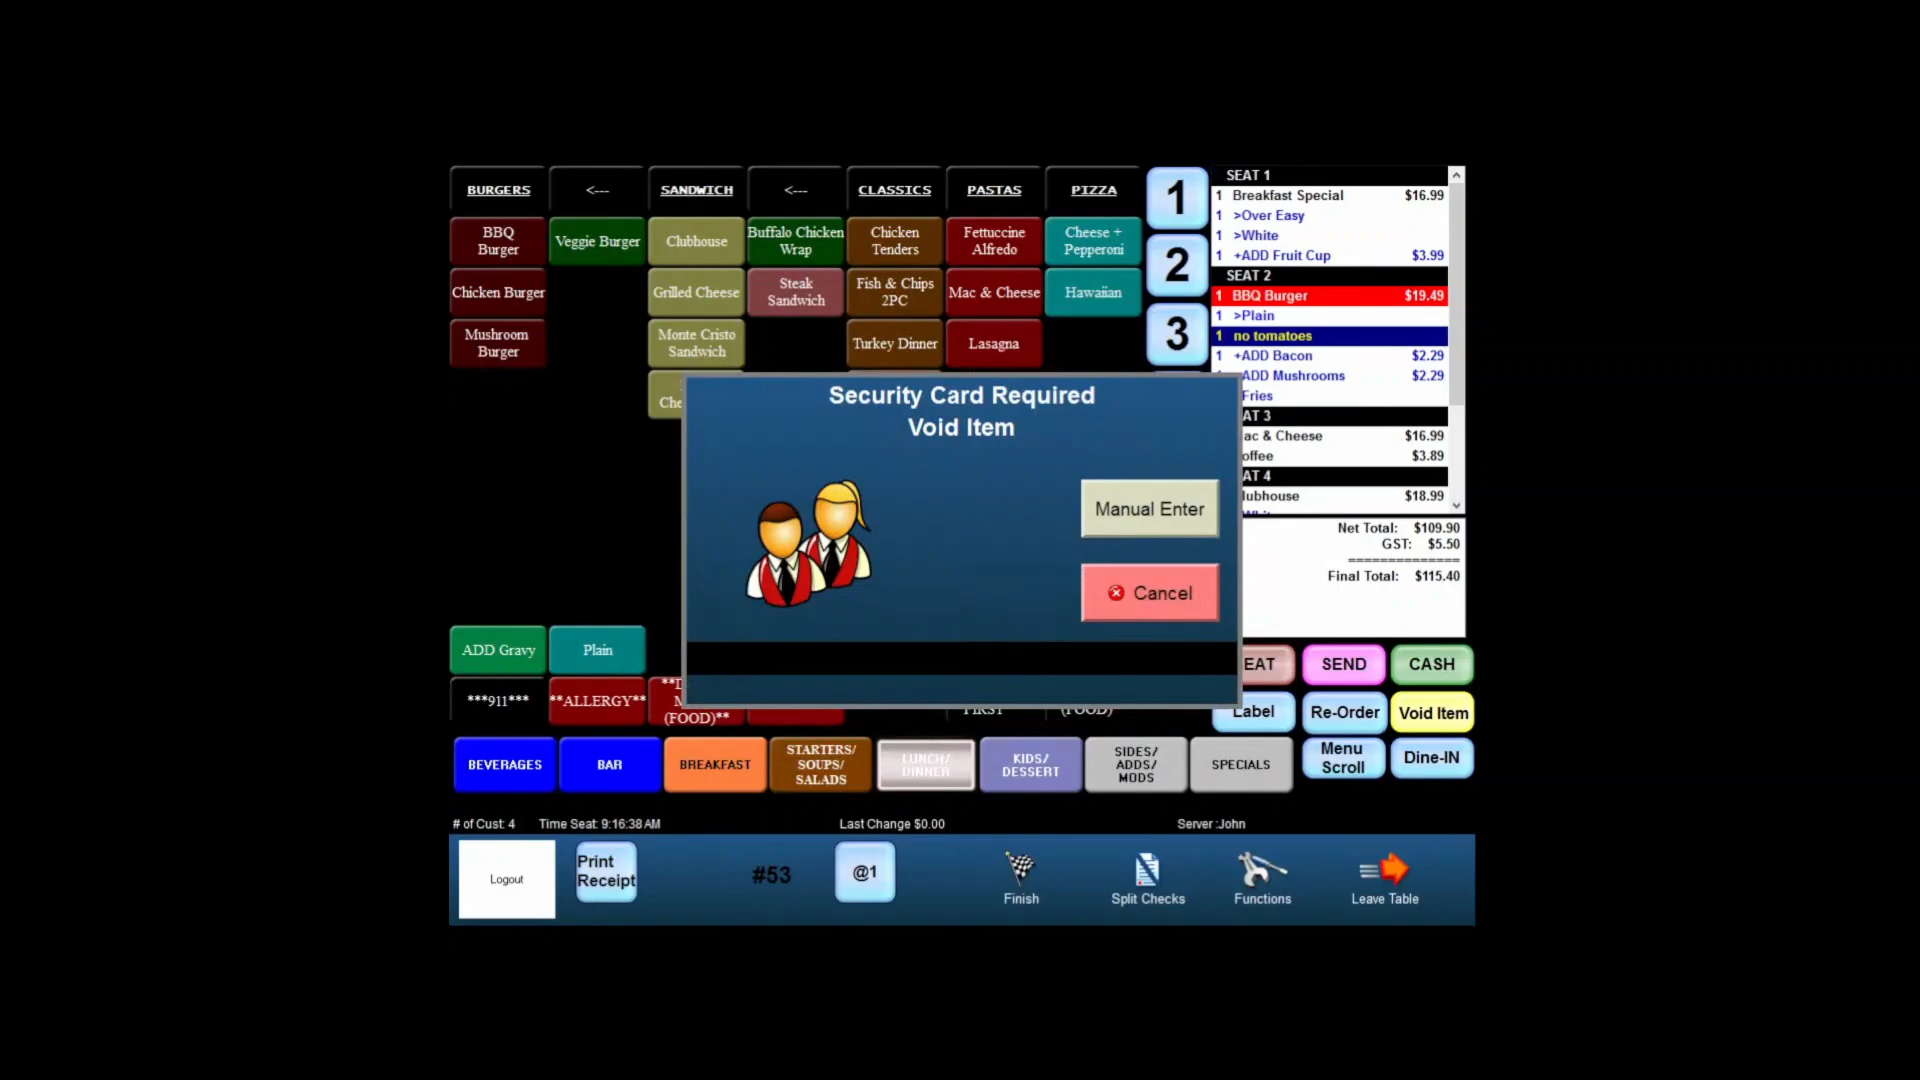 BURGERS
<---
SANDWICH
<---
CLASSICS
PASTAS
PIZZA
BBQ
Burger
Veggie Burger
Clubhouse
Buffalo Chicken
Wrap
Chicken
Tenders
Fettuccine
Alfredo
Cheese +
Pepperoni
Chicken Burger
Grilled Cheese
Steak
Sandwich
Fish & Chips
2PC
Mac & Cheese
Hawaiian
Mushroom
Burger
Monte Cristo
Sandwich
Turkey Dinner
Lasagna
1
2
3
SEAT 1
1 Breakfast Special $16.99
1 >Over Easy
1 >White
1 +ADD Fruit Cup $3.99
SEAT 2
1 BBQ Burger $19.49
1 >Plain
1 no tomatoes
1 +ADD Bacon $2.29
ADD Mushrooms $2.29
Fries
AT 3
ac & Cheese $16.99
offee $3.89
AT 4
lubhouse $18.99
Net Total: $109.90
GST: $5.50
==============
Final Total: $115.40
Security Card Required
Void Item
Manual Enter
Cancel
ADD Gravy
Plain
***911***
**ALLERGY**
(FOOD)**
FIRST
(FOOD)
EAT
SEND
CASH
Label
Re-Order
Void Item
BEVERAGES
BAR
BREAKFAST
STARTERS/
SOUPS/
SALADS
LUNCH/
DINNER
KIDS/
DESSERT
SIDES/
ADDS/
MODS
SPECIALS
Menu
Scroll
Dine-IN
# of Cust: 4
Time Seat: 9:16:38 AM
Last Change $0.00
Server :John
Logout
Print
Receipt
#53
@1
Finish
Split Checks
Functions
Leave Table